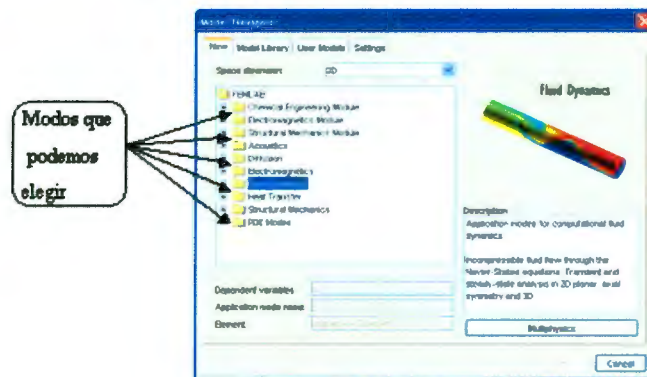 Modos que
podemos
elegir
Model Navigator
New Model Library User Models Settings
Space dimension: 2D
FEMLAB
Chemical Engineering Module
Electromagnetics Module
Structural Mechanics Module
Acoustics
Diffusion
Electromagnetics
Heat Transfer
Structural Mechanics
PDE Modes
Dependent variables:
Application mode name:
Element:
Fluid Dynamics
Description
Application modes for computational fluid
dynamics
Incompressible fluid flow through the
Navier-Stokes equations. Transient and
steady-state analysis in 2D planar, axial
symmetry and 3D
Multiphysics
Cancel